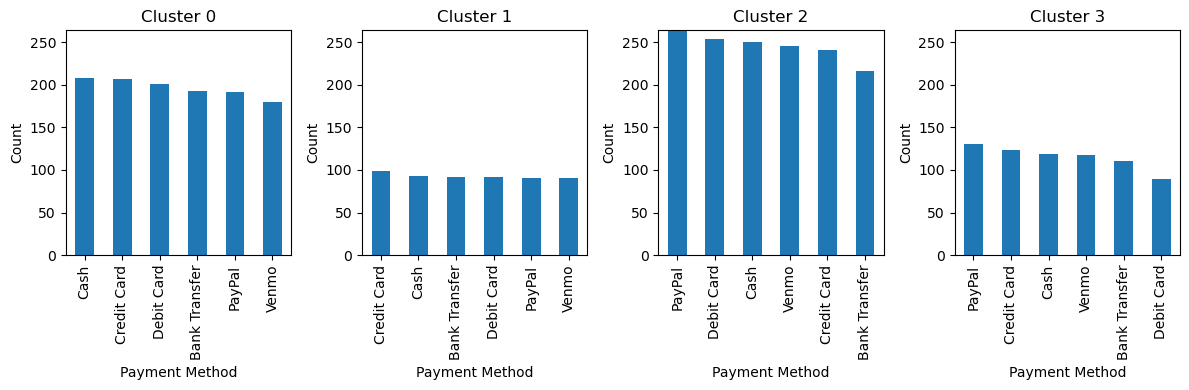 Cluster 0
250
200
150
100
50
0
Count
Cash
Credit Card
Debit Card
Bank Transfer
PayPal
Venmo
Payment Method
Cluster 1
250
200
150
100
50
0
Count
Credit Card
Cash
Bank Transfer
Debit Card
PayPal
Venmo
Payment Method
Cluster 2
250
200
150
100
50
0
Count
PayPal
Debit Card
Cash
Venmo
Credit Card
Bank Transfer
Payment Method
Cluster 3
250
200
150
100
50
0
Count
PayPal
Credit Card
Cash
Venmo
Bank Transfer
Debit Card
Payment Method